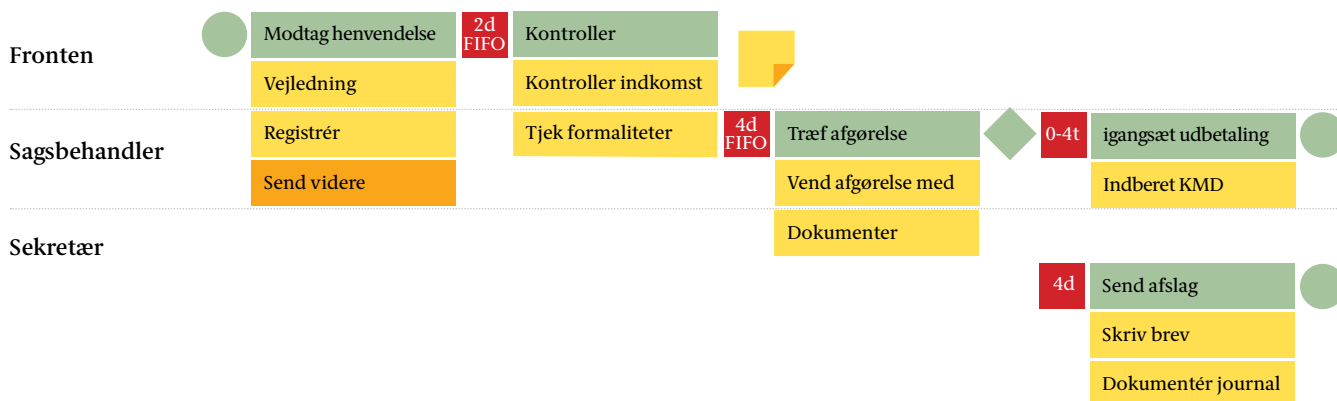 Fronten
Modtag henvendelse
2d
FIFO
Kontroller
Vejledning
Kontroller indkomst
Sagsbehandler
Registrér
Tjek formaliteter
4d
FIFO
Træf afgørelse
0-4t
igangsæt udbetaling
Send videre
Vend afgørelse med
Indberet KMD
Sekretær
Dokumenter
4d
Send afslag
Skriv brev
Dokumentér journal